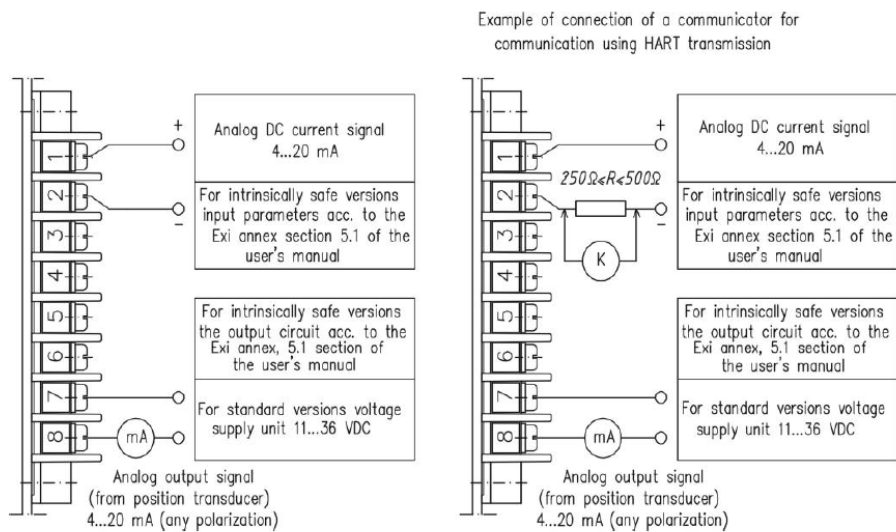 Example of connection of a communicator for
communication using HART transmission
1
2
3
4
5
6
7
8
+
−
Analog DC current signal
4...20 mA
For intrinsically safe versions
input parameters acc. to the
Exi annex section 5.1 of the
user's manual
For intrinsically safe versions
the output circuit acc. to the
Exi annex, 5.1 section of
the user's manual
For standard versions voltage
supply unit 11...36 VDC
mA
Analog output signal
(from position transducer)
4...20 mA (any polarization)
1
2
3
4
5
6
7
8
+
−
250Ω≤R≤500Ω
K
Analog DC current signal
4...20 mA
For intrinsically safe versions
input parameters acc. to the
Exi annex section 5.1 of the
user's manual
For intrinsically safe versions
the output circuit acc. to the
Exi annex, 5.1 section of
the user's manual
For standard versions voltage
supply unit 11...36 VDC
mA
Analog output signal
(from position transducer)
4...20 mA (any polarization)